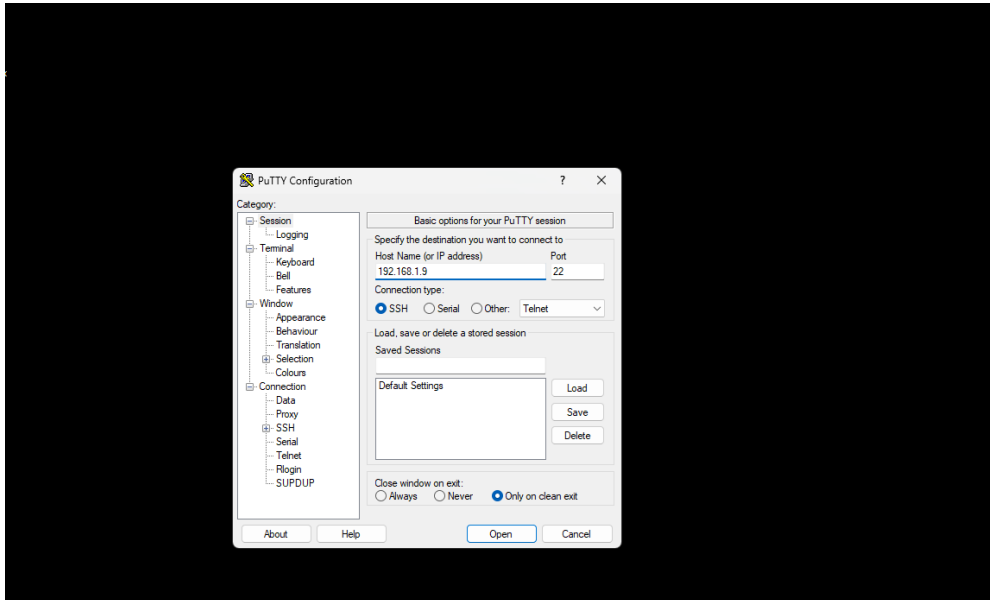 PuTTY Configuration ? ×
Category:
Session
Logging
Terminal
Keyboard
Bell
Features
Window
Appearance
Behaviour
Translation
Selection
Colours
Connection
Data
Proxy
SSH
Serial
Telnet
Rlogin
SUPDUP
Basic options for your PuTTY session
Specify the destination you want to connect to
Host Name (or IP address) Port
192.168.1.9 22
Connection type:
SSH Serial Other: Telnet
Load, save or delete a stored session
Saved Sessions
Default Settings
Load
Save
Delete
Close window on exit:
Always Never Only on clean exit
About Help Open Cancel